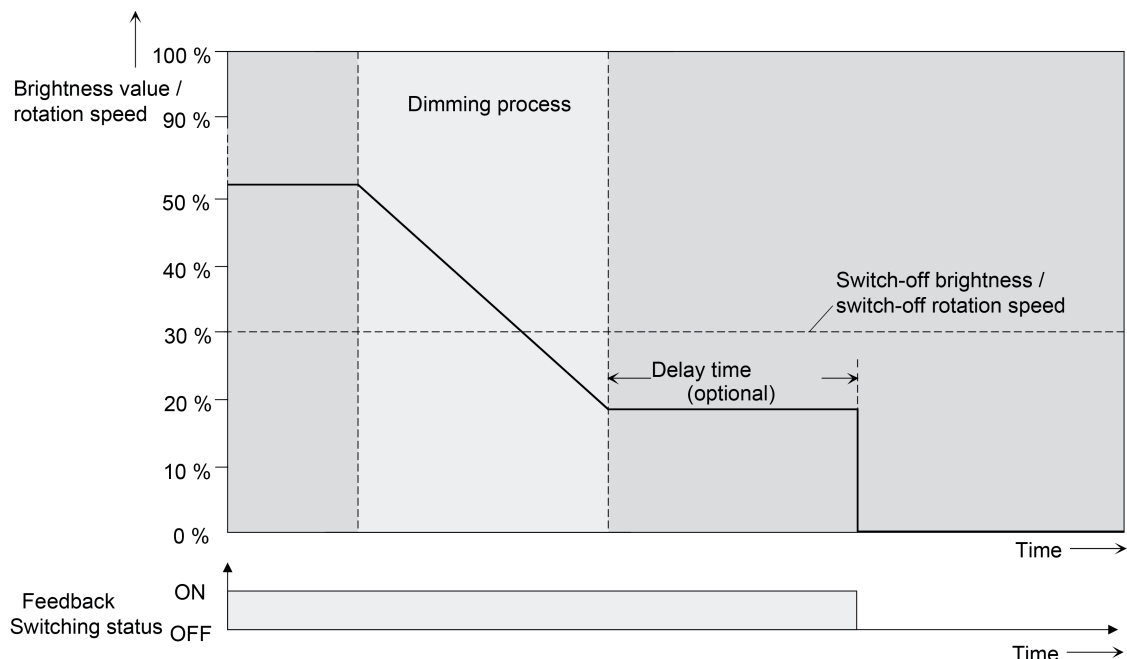 100 %
Brightness value /
rotation speed
90 %
Dimming process
50 %
40 %
Switch-off brightness /
switch-off rotation speed
30 %
Delay time
(optional)
20 %
10 %
0 %
Time
ON
Feedback
Switching status
OFF
Time